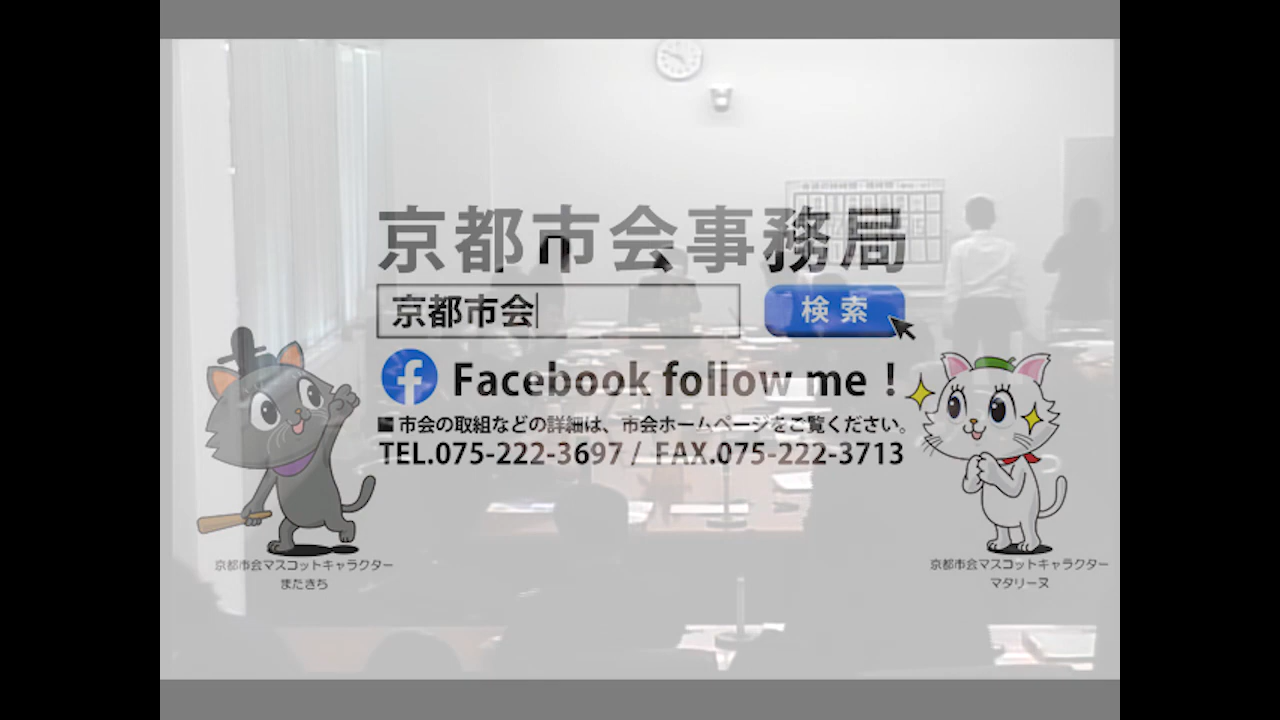 京都市会事務局
京都市会
検索
Facebook follow me！
■市会の取組などの詳細は、市会ホームページをご覧ください。
TEL.075-222-3697 / FAX.075-222-3713
京都市会マスコットキャラクター
まだきち
京都市会マスコットキャラクター
マタリーヌ